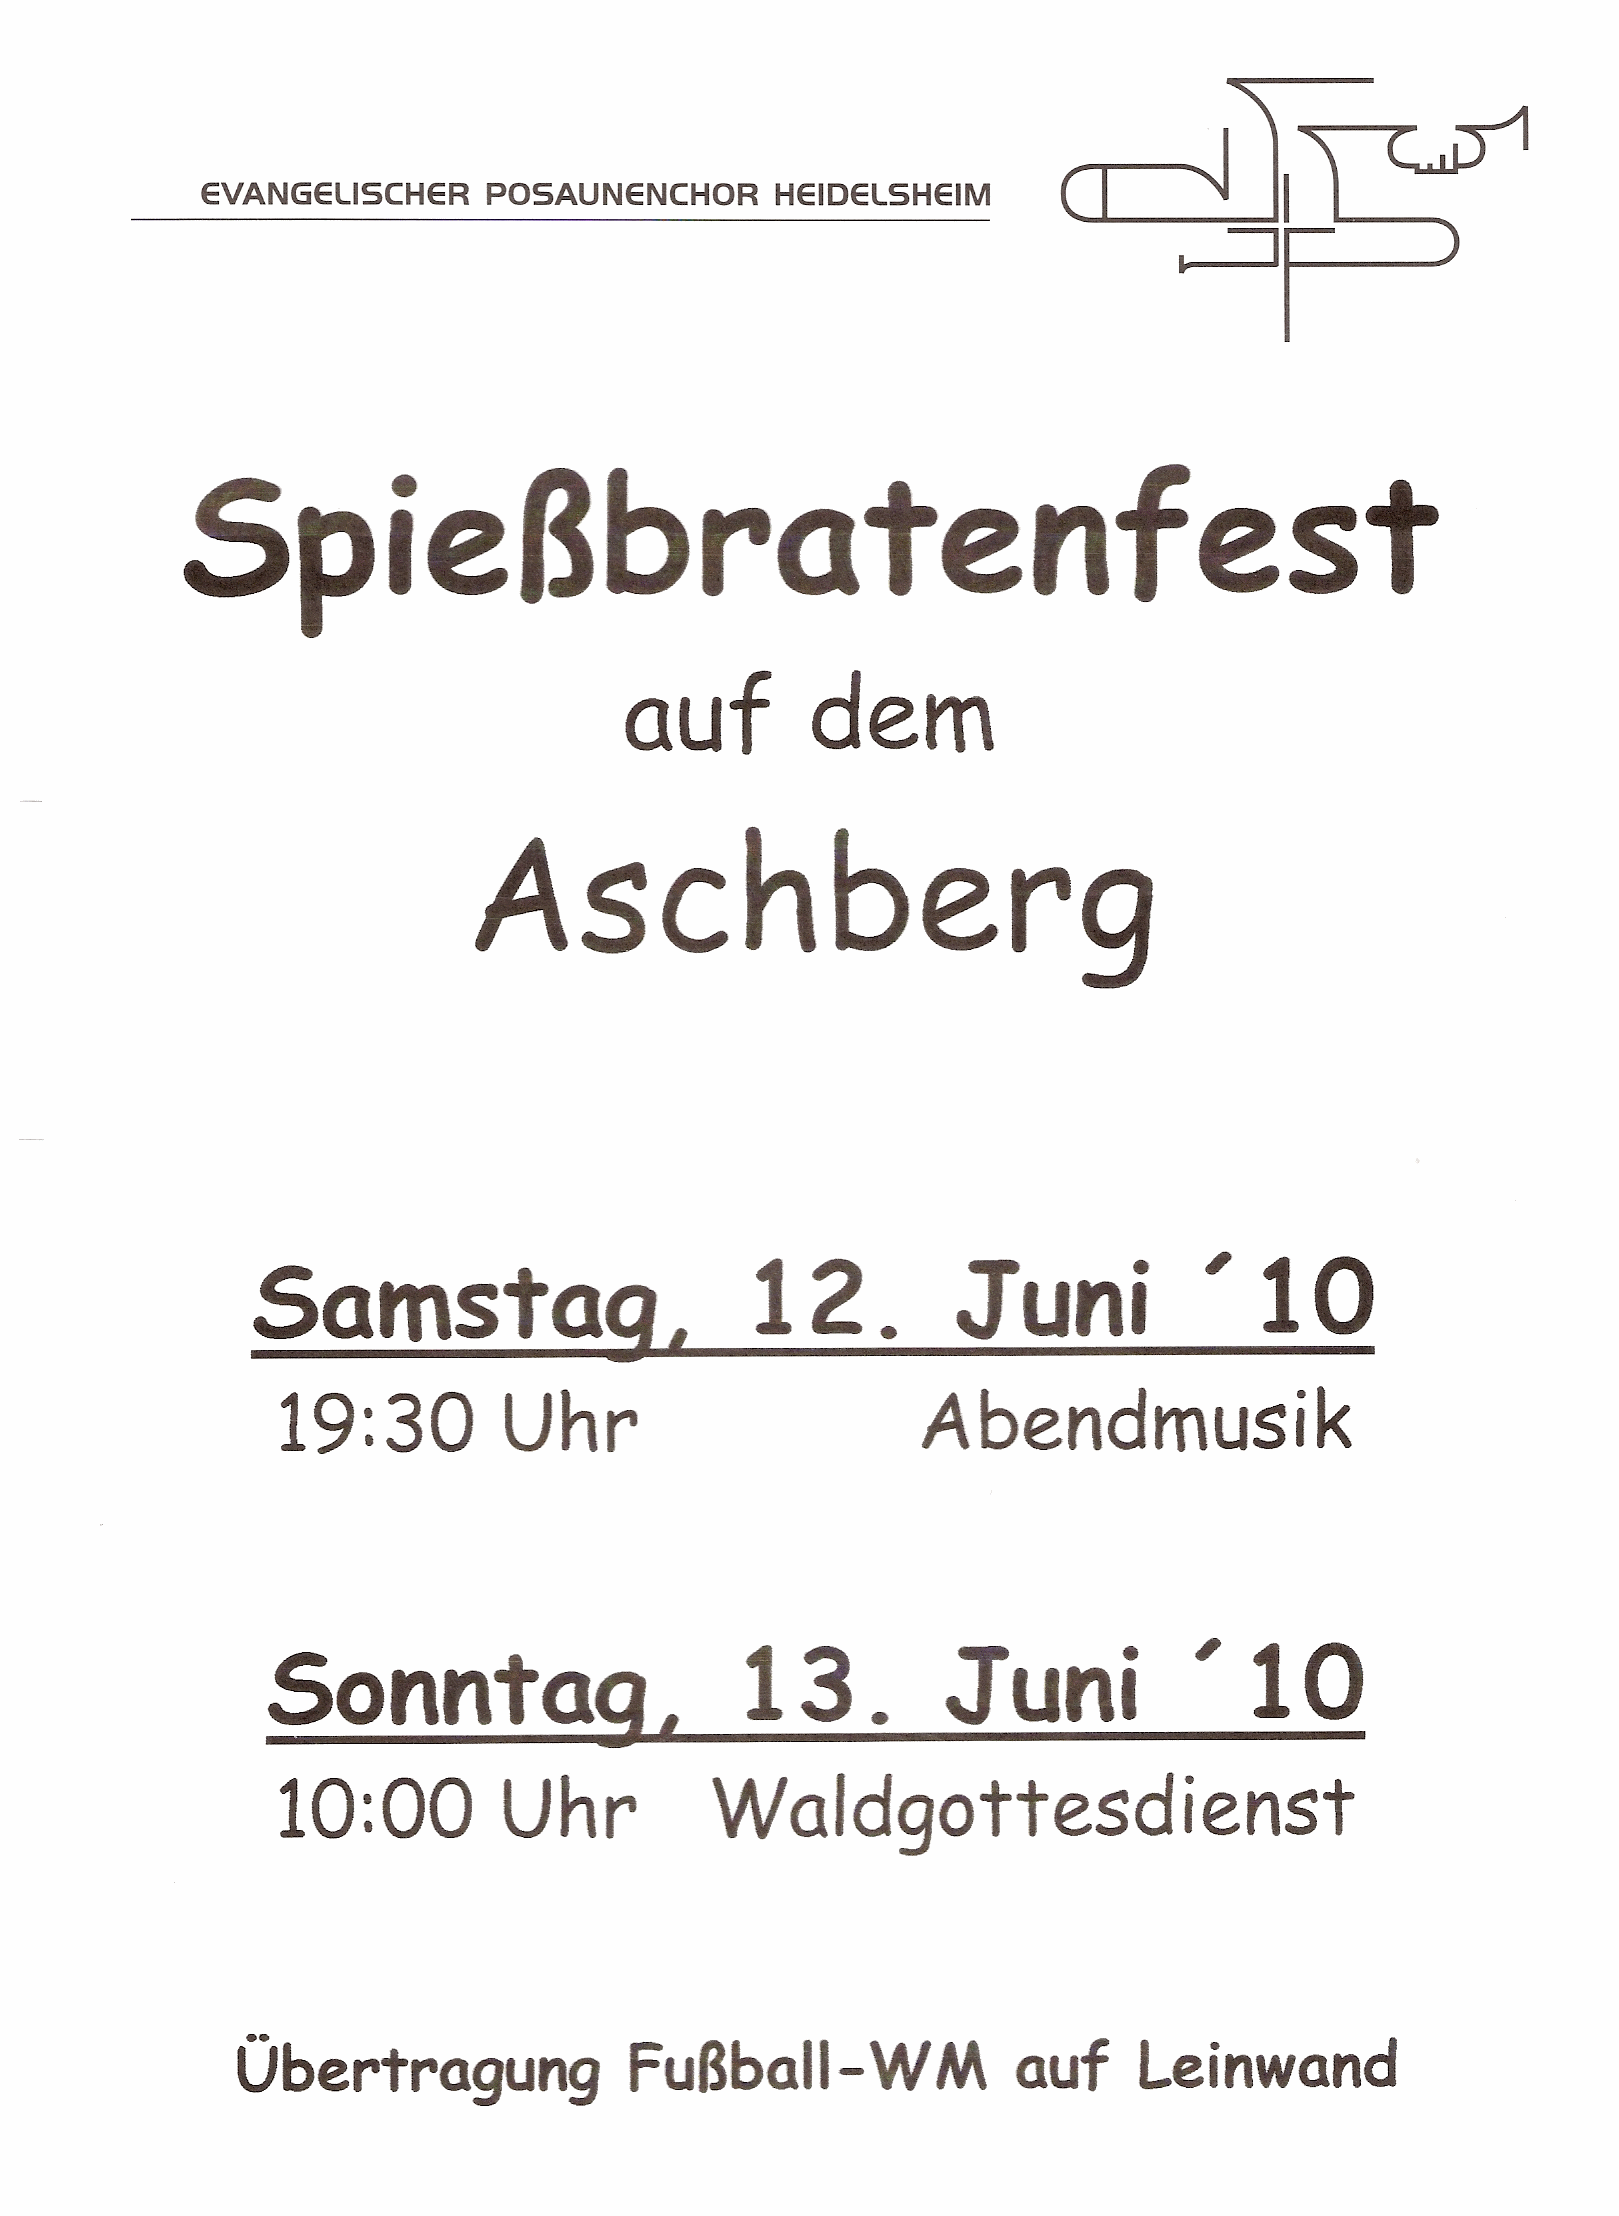 EVANGELISCHER POSAUNENCHOR HEIDELSHEIM
Spießbratenfest
auf dem
Aschberg
Samstag, 12. Juni ´10
19:30 Uhr Abendmusik
Sonntag, 13. Juni ´10
10:00 Uhr Waldgottesdienst
Übertragung Fußball-WM auf Leinwand